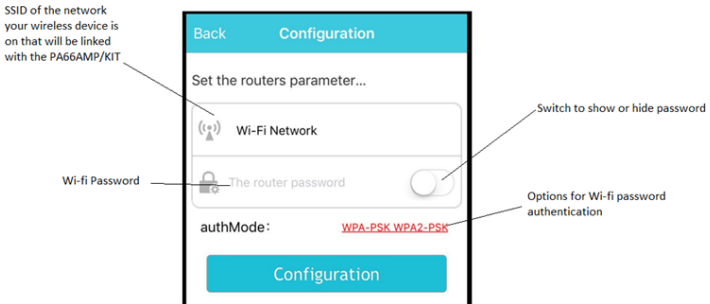 SSID of the network
your wireless device is
on that will be linked
with the PA66AMP/KIT
Back Configuration
Set the routers parameter...
Wi-Fi Network
Switch to show or hide password
Wi-fi Password
The router password
Options for Wi-fi password
authentication
authMode:
WPA-PSK WPA2-PSK
Configuration